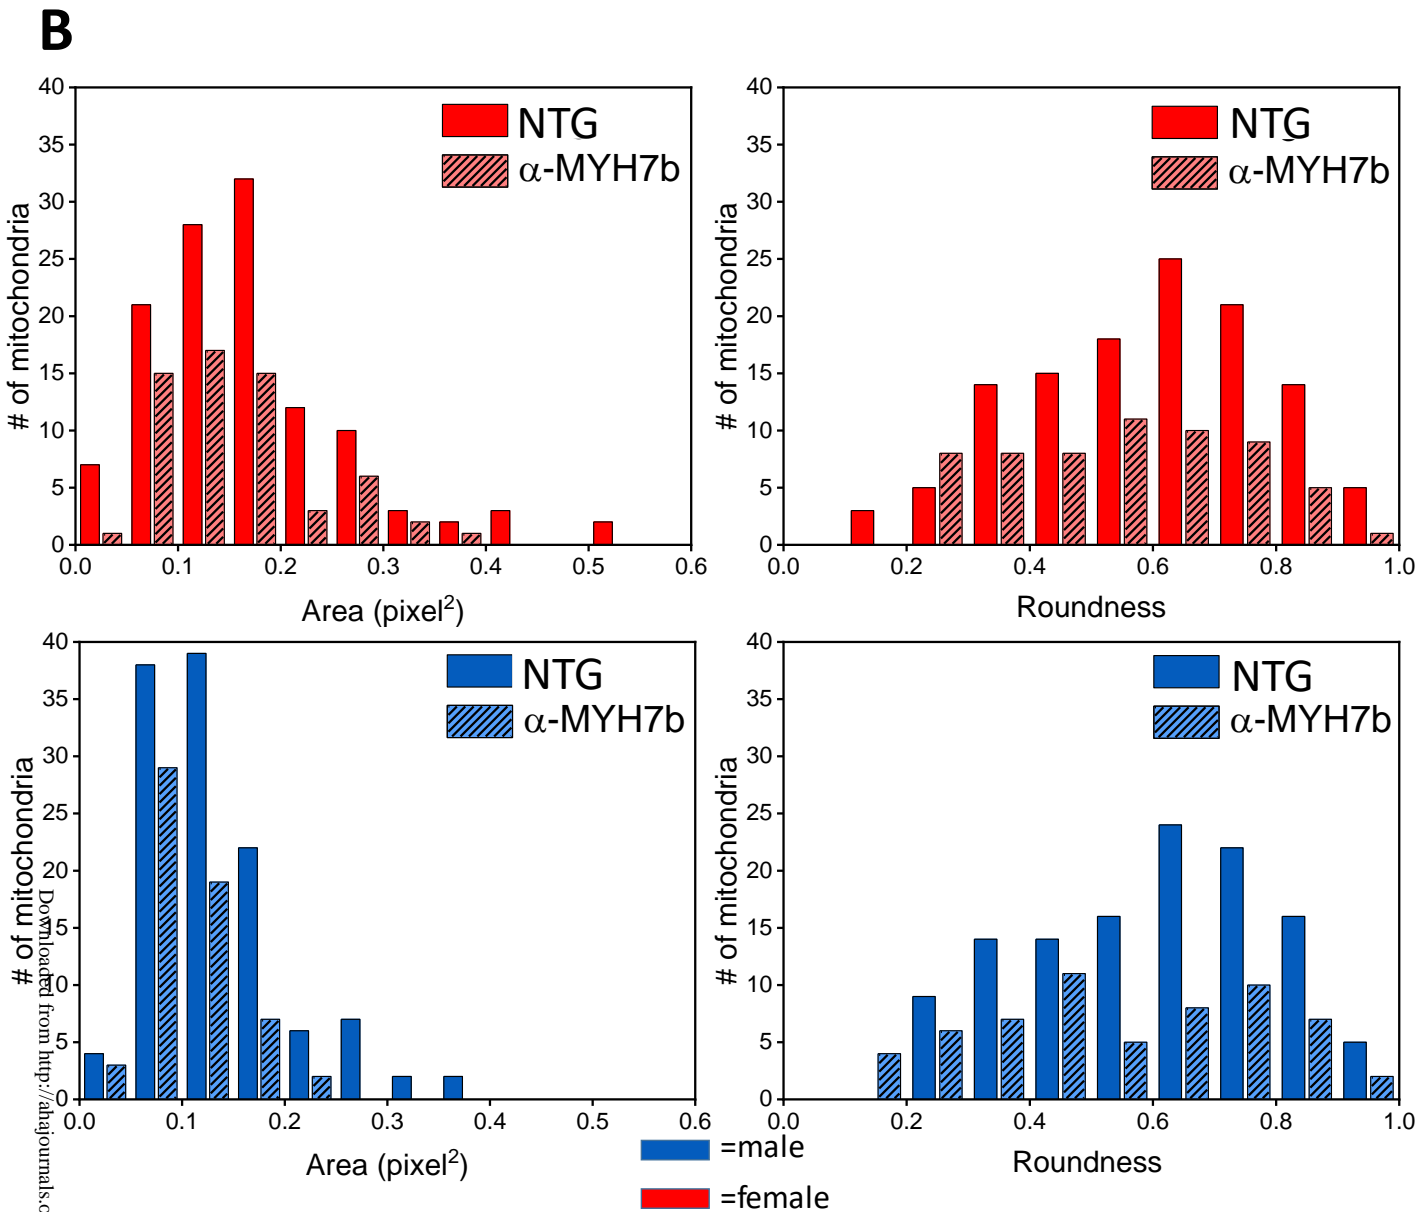 B
40
35
30
25
20
15
10
5
0
# of mitochondria
NTG
α-MYH7b
0.0 0.1 0.2 0.3 0.4 0.5 0.6
Area (pixel²)
40
35
30
25
20
15
10
5
0
# of mitochondria
NTG
α-MYH7b
0.0 0.2 0.4 0.6 0.8 1.0
Roundness
40
35
30
25
20
15
10
5
0
# of mitochondria
NTG
α-MYH7b
0.0 0.1 0.2 0.3 0.4 0.5 0.6
Area (pixel²)
40
35
30
25
20
15
10
5
0
# of mitochondria
NTG
α-MYH7b
0.0 0.2 0.4 0.6 0.8 1.0
Roundness
=male
=female
Downloaded from http://ahajournals.c